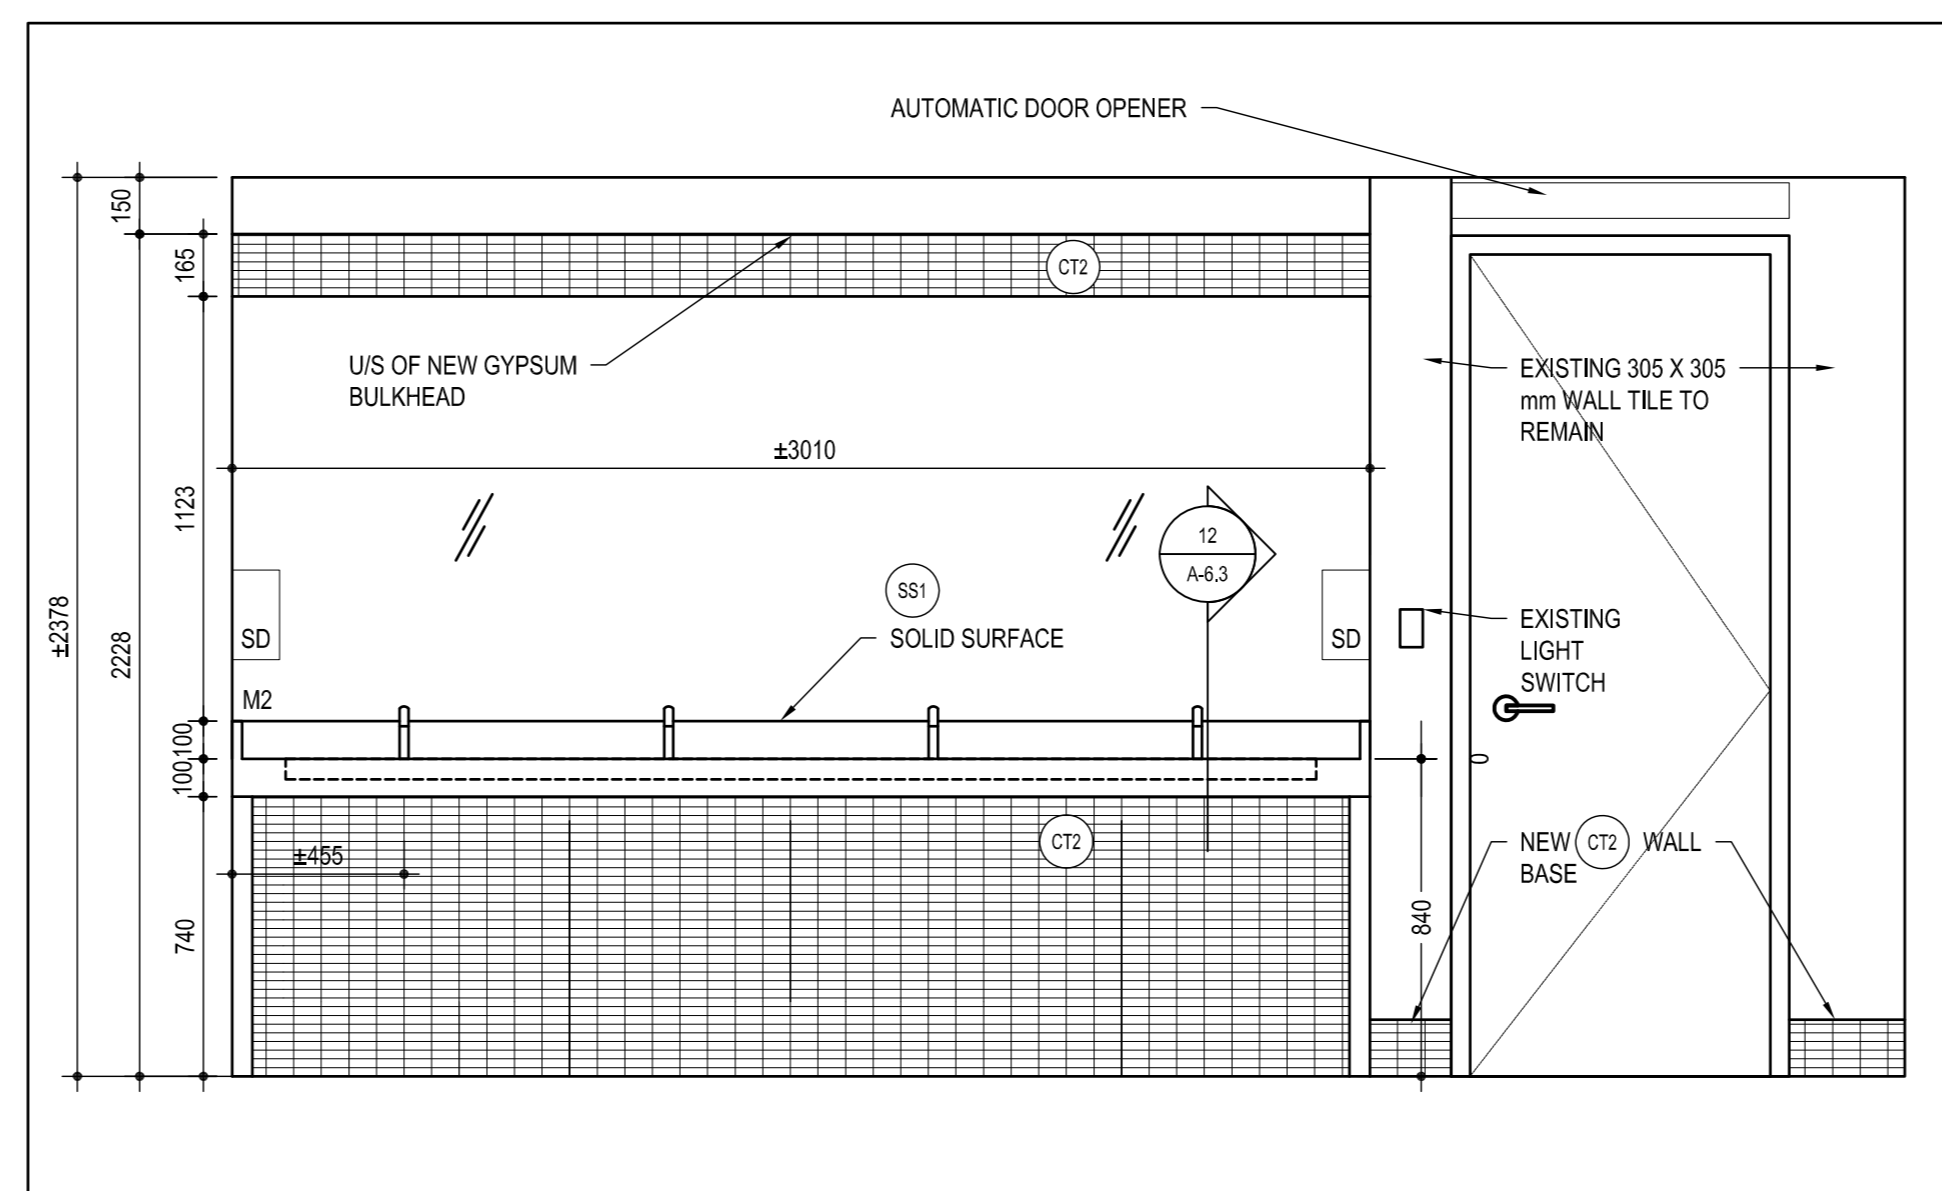 AUTOMATIC DOOR OPENER
150
165
CT2
U/S OF NEW GYPSUM
BULKHEAD
EXISTING 305 X 305
mm WALL TILE TO
REMAIN
±3010
1123
12
A-6.3
SS1
SOLID SURFACE
SD
SD
EXISTING
LIGHT
SWITCH
±2378
2228
M2
100
100
CT2
±455
NEW CT2 WALL
BASE
740
840